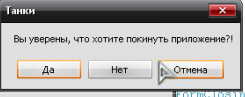 Танки
Вы уверены, что хотите покинуть приложение?!
Да Нет Отмена